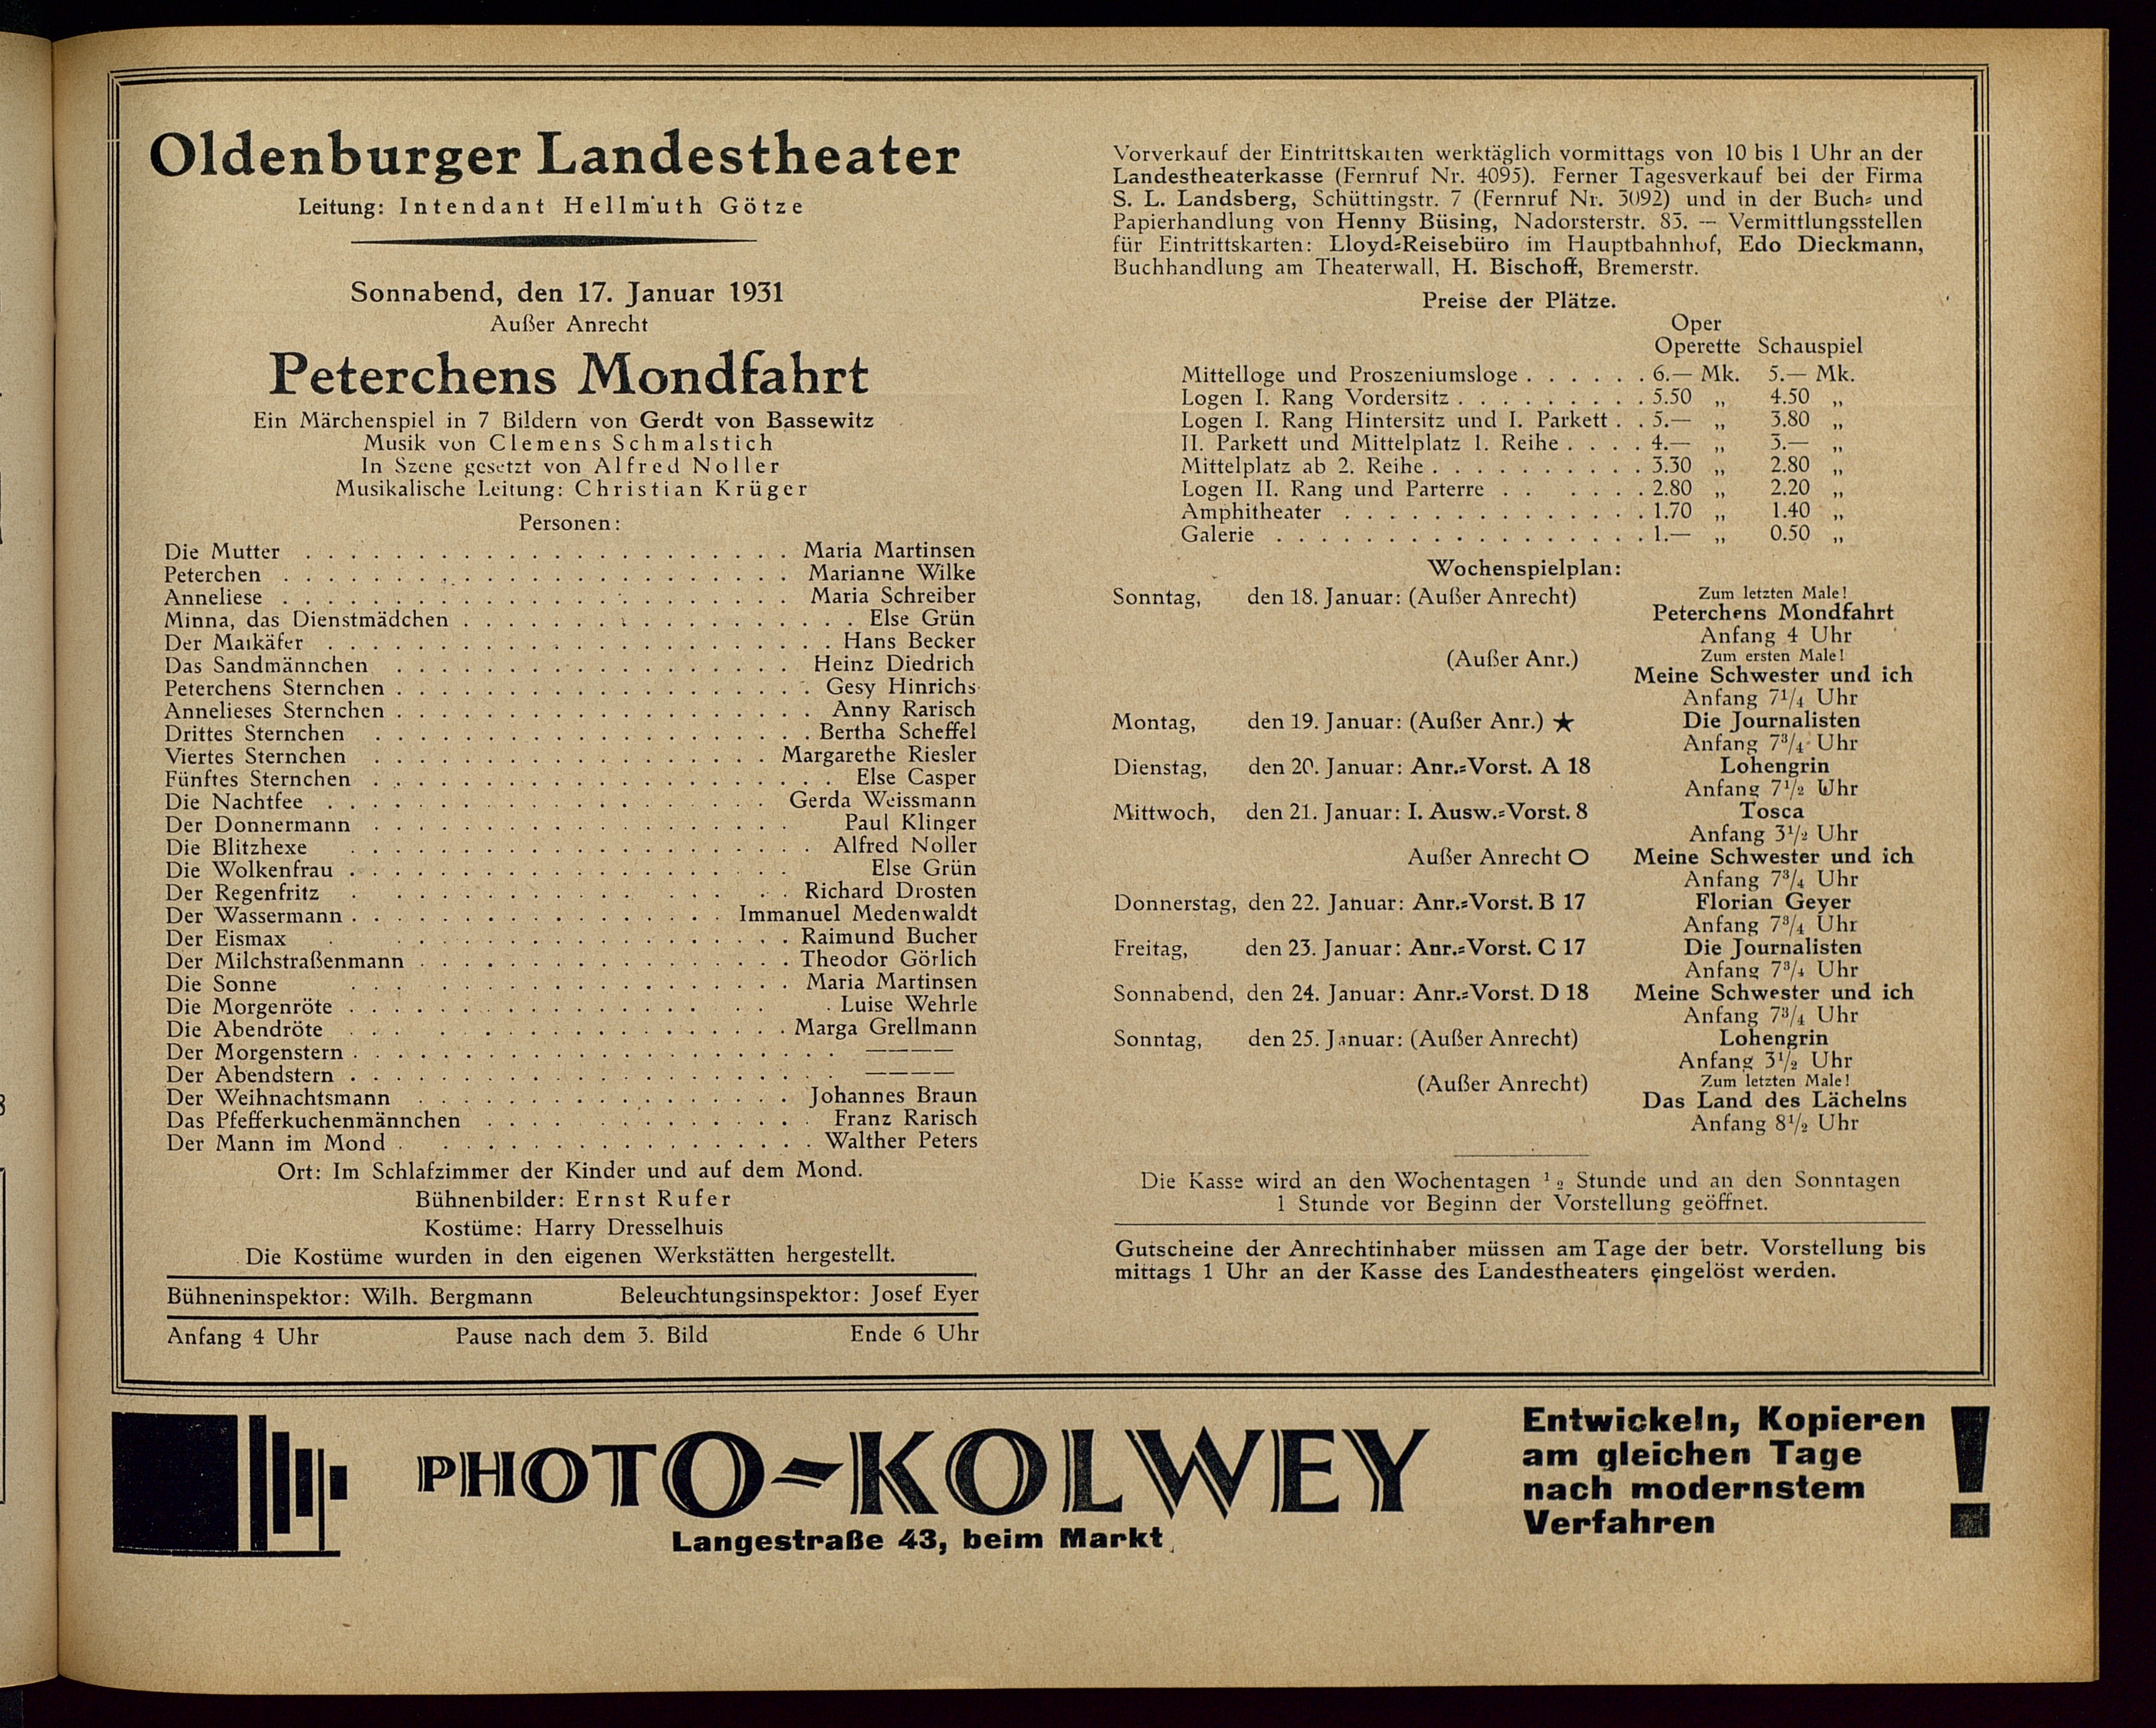 Oldenburger Landestheater
Leitung: Intendant Hellmuth Götze
Sonnabend, den 17. Januar 1931
Außer Anrecht
Peterchens Mondfahrt
Ein Märchenspiel in 7 Bildern von Gerdt von Bassewitz
Musik von Clemens Schmalstich
In Szene gesetzt von Alfred Noller
Musikalische Leitung: Christian Krüger
Personen:
Die Mutter . . . . . Maria Martinsen
Peterchen . . . . . Marianne Wilke
Anneliese . . . . . Maria Schreiber
Minna, das Dienstmädchen . . . . . Else Grün
Der Maikäfer . . . . . Hans Becker
Das Sandmännchen . . . . . Heinz Diedrich
Peterchens Sternchen . . . . . Gesy Hinrichs
Annelieses Sternchen . . . . . Anny Rarisch
Drittes Sternchen . . . . . Bertha Scheffel
Viertes Sternchen . . . . . Margarethe Riesler
Fünftes Sternchen . . . . . Else Casper
Die Nachtfee . . . . . Gerda Weissmann
Der Donnermann . . . . . Paul Klinger
Die Blitzhexe . . . . . Alfred Noller
Die Wolkenfrau . . . . . Else Grün
Der Regenfritz . . . . . Richard Drosten
Der Wassermann . . . . . Immanuel Medenwaldt
Der Eismax . . . . . Raimund Bucher
Der Milchstraßenmann . . . . . Theodor Görlich
Die Sonne . . . . . Maria Martinsen
Die Morgenröte . . . . . Luise Wehrle
Die Abendröte . . . . . Marga Grellmann
Der Morgenstern . . . . . ————
Der Abendstern . . . . . ————
Der Weihnachtsmann . . . . . Johannes Braun
Das Pfefferkuchenmännchen . . . . . Franz Rarisch
Der Mann im Mond . . . . . Walther Peters
Ort: Im Schlafzimmer der Kinder und auf dem Mond.
Bühnenbilder: Ernst Rufer
Kostüme: Harry Dresselhuis
Die Kostüme wurden in den eigenen Werkstätten hergestellt.
Bühneninspektor: Wilh. Bergmann Beleuchtungsinspektor: Josef Eyer
Anfang 4 Uhr Pause nach dem 3. Bild Ende 6 Uhr
Vorverkauf der Eintrittskarten werktäglich vormittags von 10 bis 1 Uhr an der
Landestheaterkasse (Fernruf Nr. 4095). Ferner Tagesverkauf bei der Firma
S. L. Landsberg, Schüttingstr. 7 (Fernruf Nr. 3092) und in der Buch- und
Papierhandlung von Henny Büsing, Nadorsterstr. 83. — Vermittlungsstellen
für Eintrittskarten: Lloyd-Reisebüro im Hauptbahnhof, Edo Dieckmann,
Buchhandlung am Theaterwall, H. Bischoff, Bremerstr.
Preise der Plätze.
Oper
Operette Schauspiel
Mittelloge und Proszeniumsloge . . . . . . 6.— Mk. 5.— Mk.
Logen I. Rang Vordersitz . . . . . . . . . 5.50 „ 4.50 „
Logen I. Rang Hintersitz und I. Parkett . . 5.— „ 3.80 „
II. Parkett und Mittelplatz 1. Reihe . . . . 4.— „ 3.— „
Mittelplatz ab 2. Reihe . . . . . . . . . . 3.30 „ 2.80 „
Logen II. Rang und Parterre . . . . . . 2.80 „ 2.20 „
Amphitheater . . . . . . . . . . . . . . 1.70 „ 1.40 „
Galerie . . . . . . . . . . . . . . . . . 1.— „ 0.50 „
Wochenspielplan:
Sonntag, den 18. Januar: (Außer Anrecht) Zum letzten Male!
Peterchens Mondfahrt
Anfang 4 Uhr
(Außer Anr.) Zum ersten Male!
Meine Schwester und ich
Anfang 7¹/₄ Uhr
Montag, den 19. Januar: (Außer Anr.) ★ Die Journalisten
Anfang 7³/₄ Uhr
Dienstag, den 20. Januar: Anr.-Vorst. A 18 Lohengrin
Anfang 7¹/₂ Uhr
Mittwoch, den 21. Januar: I. Ausw.-Vorst. 8 Tosca
Anfang 3¹/₂ Uhr
Außer Anrecht O Meine Schwester und ich
Anfang 7³/₄ Uhr
Donnerstag, den 22. Januar: Anr.-Vorst. B 17 Florian Geyer
Anfang 7³/₄ Uhr
Freitag, den 23. Januar: Anr.-Vorst. C 17 Die Journalisten
Anfang 7³/₄ Uhr
Sonnabend, den 24. Januar: Anr.-Vorst. D 18 Meine Schwester und ich
Anfang 7³/₄ Uhr
Sonntag, den 25. Januar: (Außer Anrecht) Lohengrin
Anfang 3¹/₂ Uhr
(Außer Anrecht) Zum letzten Male!
Das Land des Lächelns
Anfang 8¹/₂ Uhr
Die Kasse wird an den Wochentagen ¹/₂ Stunde und an den Sonntagen
1 Stunde vor Beginn der Vorstellung geöffnet.
Gutscheine der Anrechtinhaber müssen am Tage der betr. Vorstellung bis
mittags 1 Uhr an der Kasse des Landestheaters eingelöst werden.
PHOTO-KOLWEY
Langestraße 43, beim Markt
Entwickeln, Kopieren
am gleichen Tage
nach modernstem
Verfahren !